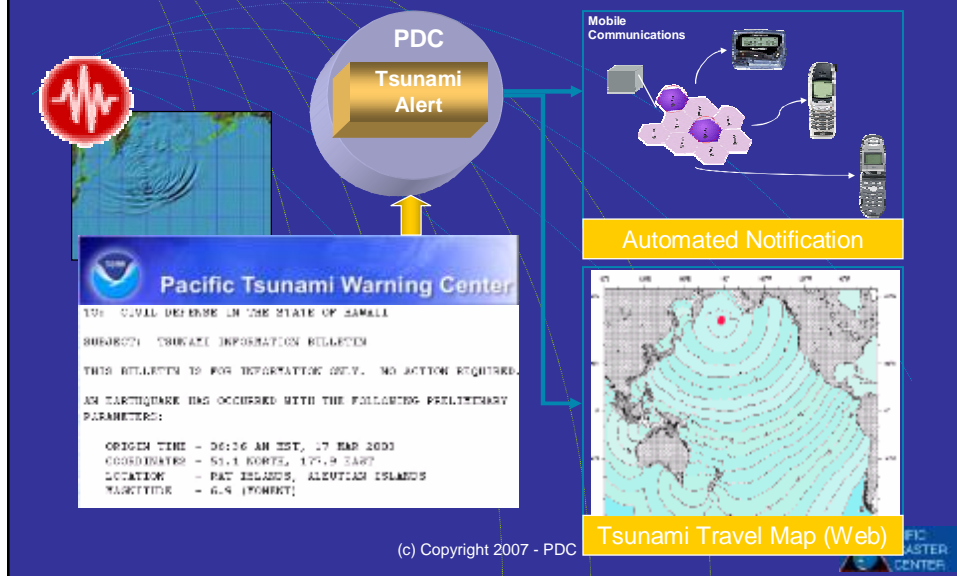 PDC
Tsunami
Alert
Mobile
Communications
Automated Notification
Pacific Tsunami Warning Center
TO: CIVIL DEFENSE IN THE STATE OF HAWAII
SUBJECT: TSUNAMI INFORMATION BULLETIN
THIS BULLETIN IS FOR INFORMATION ONLY. NO ACTION REQUIRED.
AN EARTHQUAKE HAS OCCURRED WITH THE FOLLOWING PRELIMINARY
PARAMETERS:
ORIGIN TIME - 06:36 AM HST, 17 MAR 2003
COORDINATES - 51.1 NORTH, 177.9 EAST
LOCATION - RAT ISLANDS, ALEUTIAN ISLANDS
MAGNITUDE - 6.9 (MOMENT)
Tsunami Travel Map (Web)
(c) Copyright 2007 - PDC
CENTER